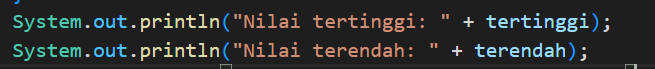 System.out.println("Nilai tertinggi: " + tertinggi);
System.out.println("Nilai terendah: " + terendah);